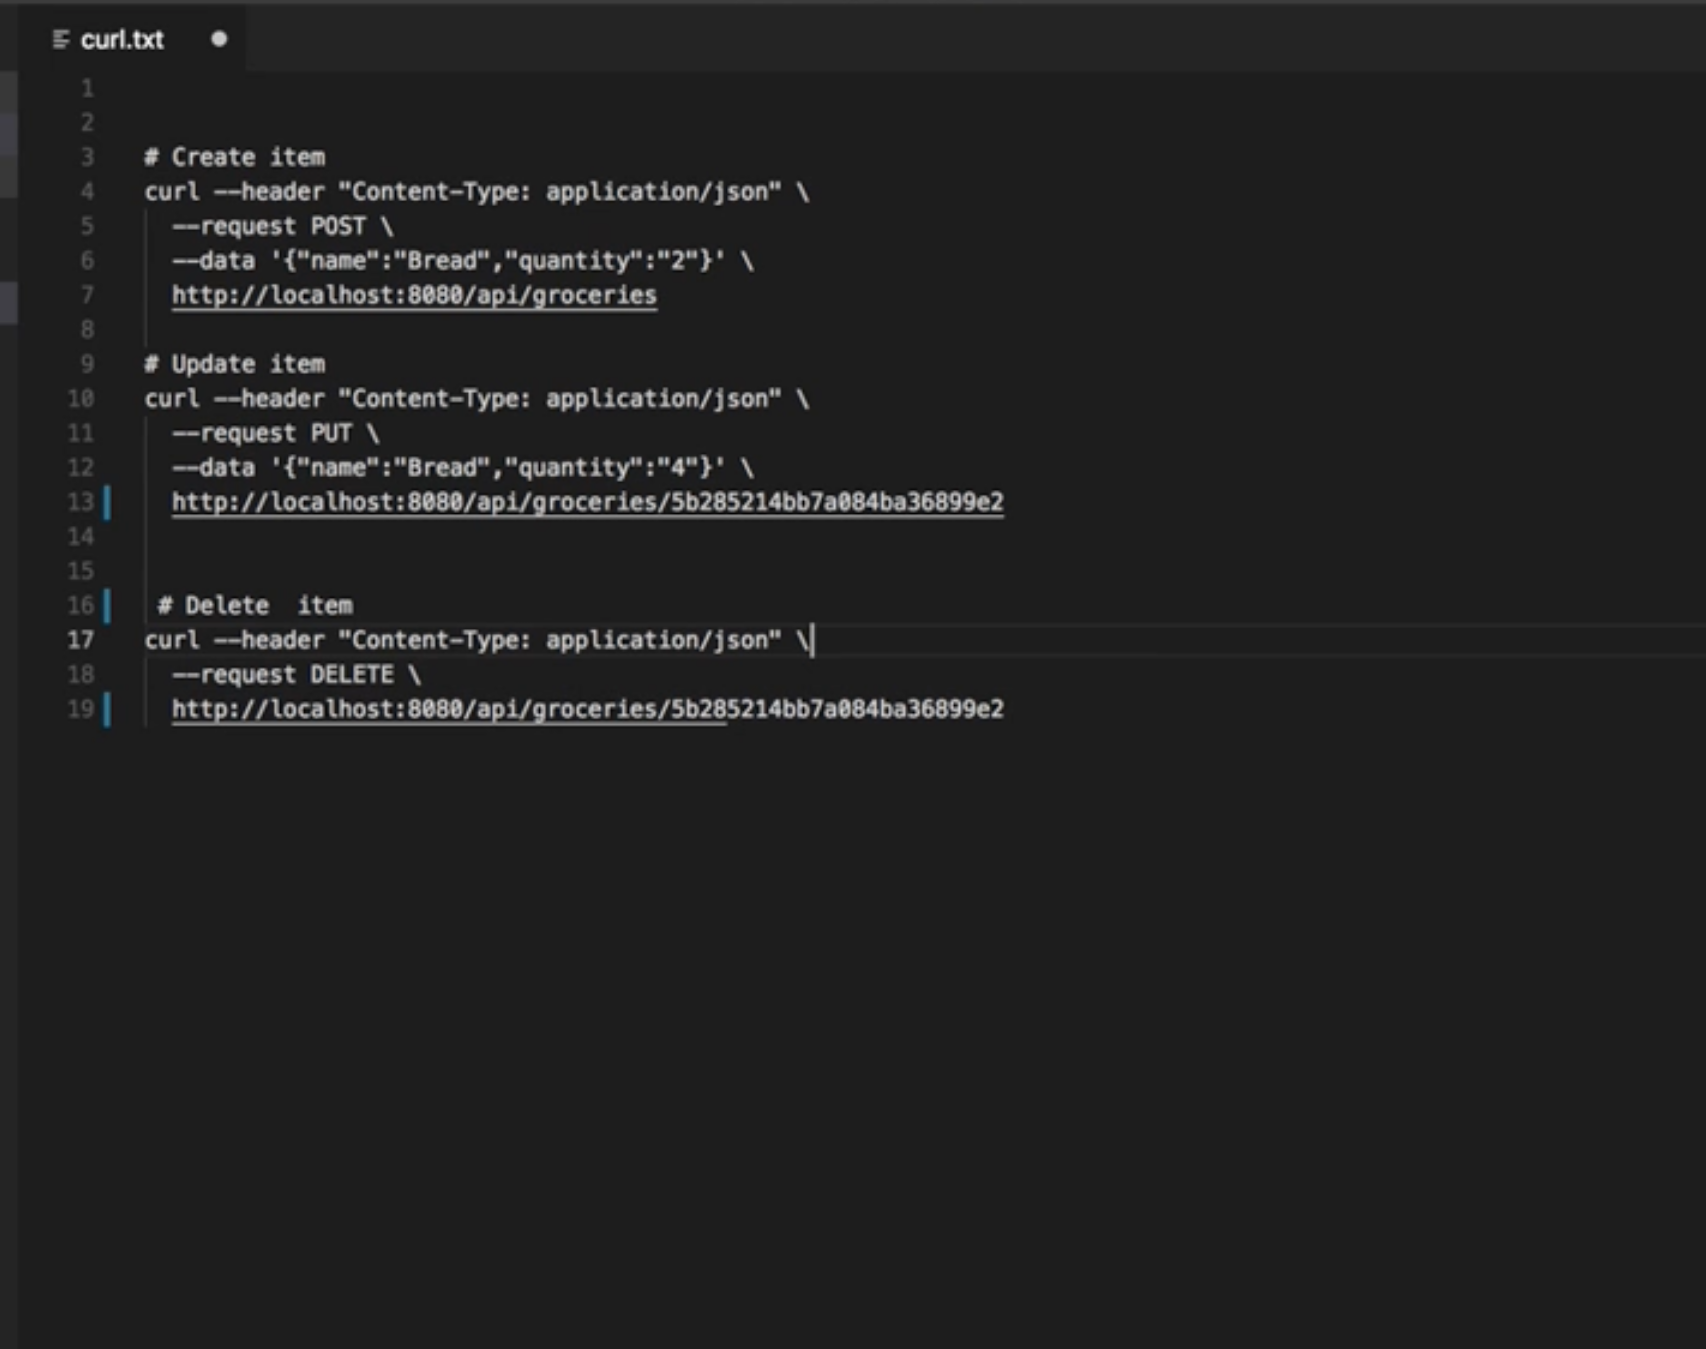 curl.txt
1
2
3 # Create item
4 curl --header "Content-Type: application/json" \
5 --request POST \
6 --data '{"name":"Bread","quantity":"2"}' \
7 http://localhost:8080/api/groceries
8
9 # Update item
10 curl --header "Content-Type: application/json" \
11 --request PUT \
12 --data '{"name":"Bread","quantity":"4"}' \
13 http://localhost:8080/api/groceries/5b285214bb7a084ba36899e2
14
15
16 # Delete  item
17 curl --header "Content-Type: application/json" \
18 --request DELETE \
19 http://localhost:8080/api/groceries/5b285214bb7a084ba36899e2